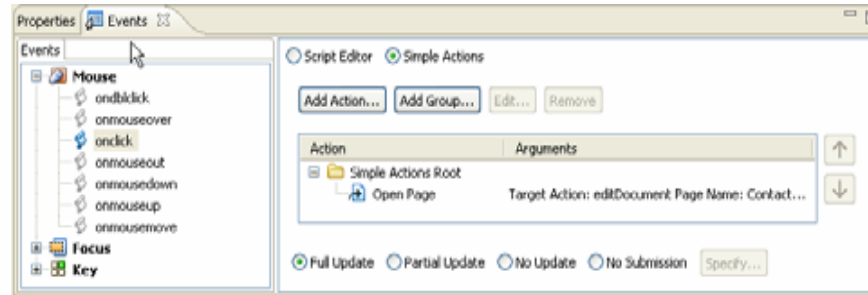 Properties Events
Events
Mouse
ondblclick
onmouseover
onclick
onmouseout
onmousedown
onmouseup
onmousemove
Focus
Key
Script Editor Simple Actions
Add Action... Add Group... Edit... Remove
Action Arguments
Simple Actions Root
Open Page Target Action: editDocument Page Name: Contact...
Full Update Partial Update No Update No Submission Specify...